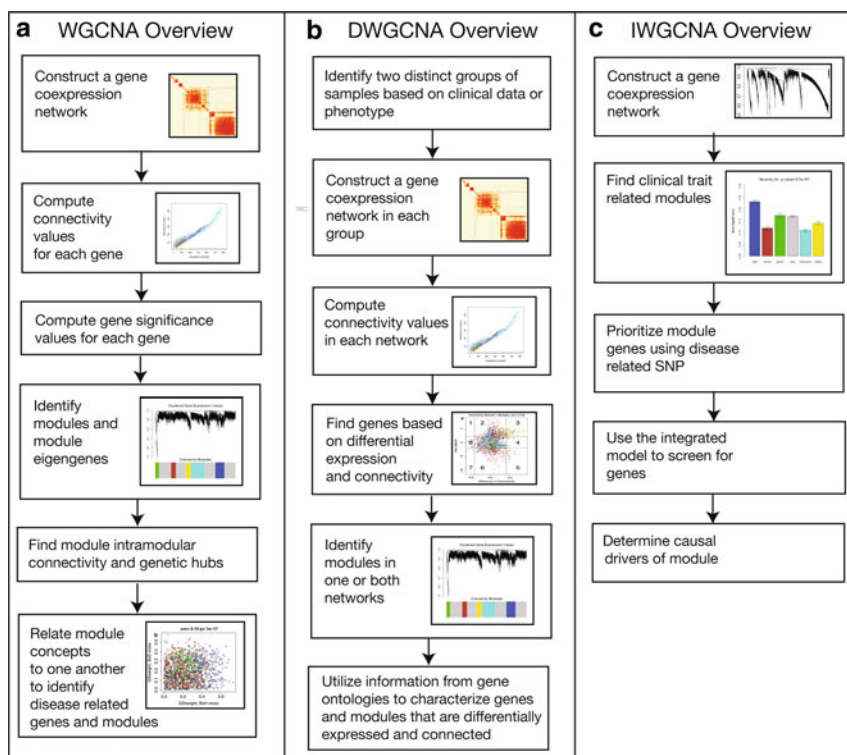 a WGCNA Overview
Construct a gene
coexpression
network
Compute
connectivity
values
for each gene
Compute gene significance
values for each gene
Identify
modules and
module
eigengenes
Find module intramodular
connectivity and genetic hubs
Relate module
concepts
to one another
to identify
disease related
genes and modules
b DWGCNA Overview
Identify two distinct groups of
samples based on clinical data or
phenotype
Construct a gene
coexpression
network in each
group
Compute
connectivity values
in each network
Find genes based
on differential
expression
and connectivity
1 2 3
4
7 6 5
Identify
modules in
one or both
networks
Utilize information from gene
ontologies to characterize genes
and modules that are differentially
expressed and connected
c IWGCNA Overview
Construct a gene
coexpression
network
Find clinical trait
related modules
Prioritize module
genes using disease
related SNP
Use the integrated
model to screen for
genes
Determine causal
drivers of module